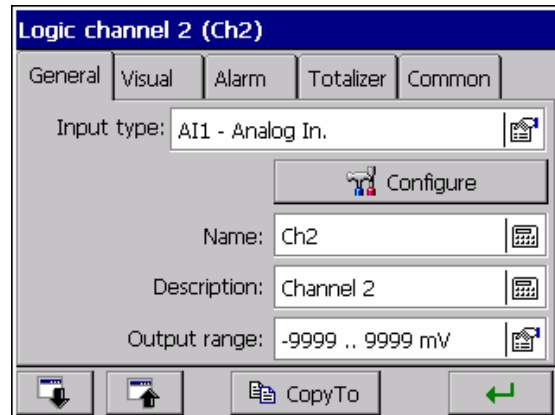 Logic channel 2 (Ch2)
General Visual Alarm Totalizer Common
Input type: AI1 - Analog In.
Configure
Name: Ch2
Description: Channel 2
Output range: -9999 .. 9999 mV
CopyTo